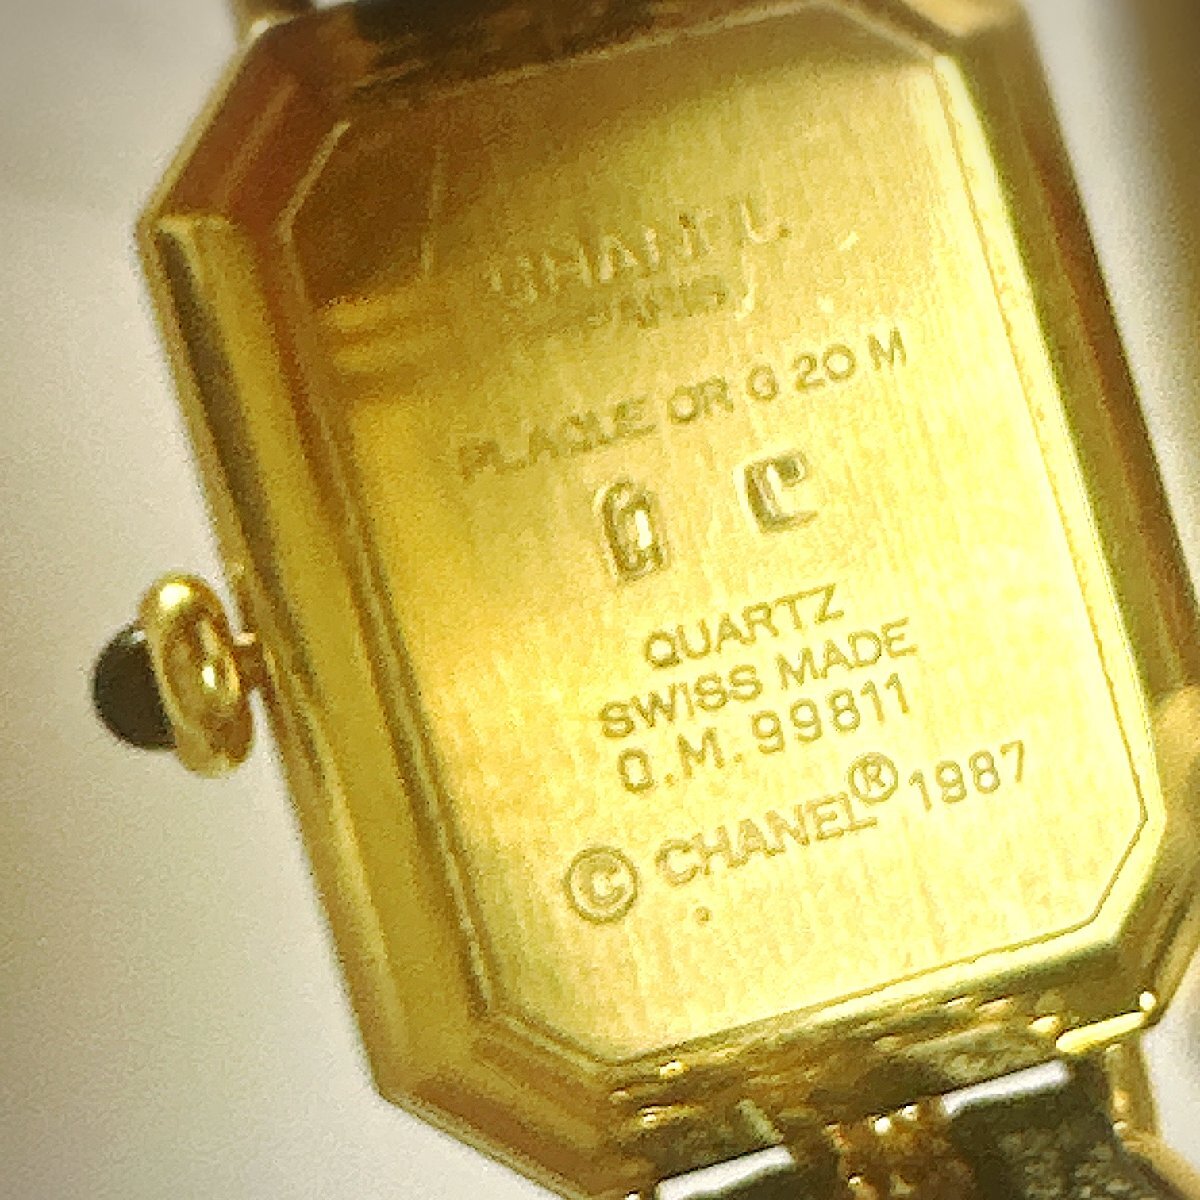 CHANEL
PARIS
PLAQUE OR G 20 M
G C
QUARTZ
SWISS MADE
Q.M. 99811
© CHANEL® 1987